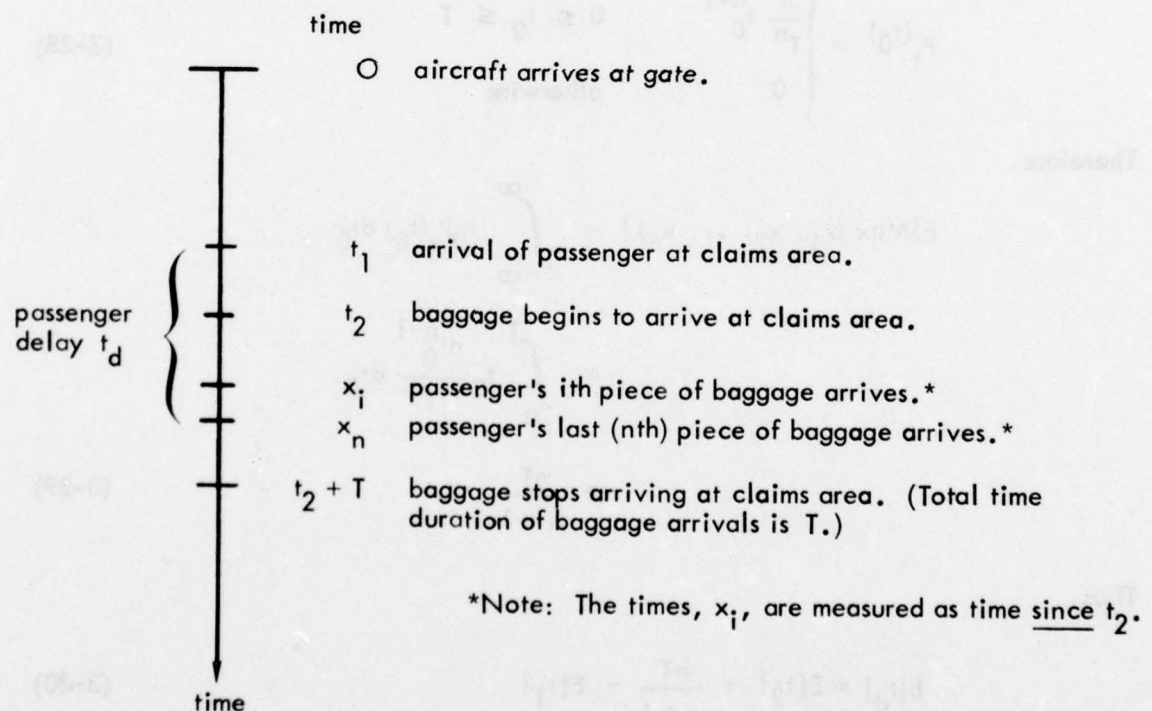 time
O aircraft arrives at gate.
t₁ arrival of passenger at claims area.
t₂ baggage begins to arrive at claims area.
passenger
delay t_d
xᵢ passenger's ith piece of baggage arrives.*
xₙ passenger's last (nth) piece of baggage arrives.*
t₂ + T baggage stops arriving at claims area. (Total time
duration of baggage arrivals is T.)
*Note: The times, xᵢ, are measured as time since t₂.
time